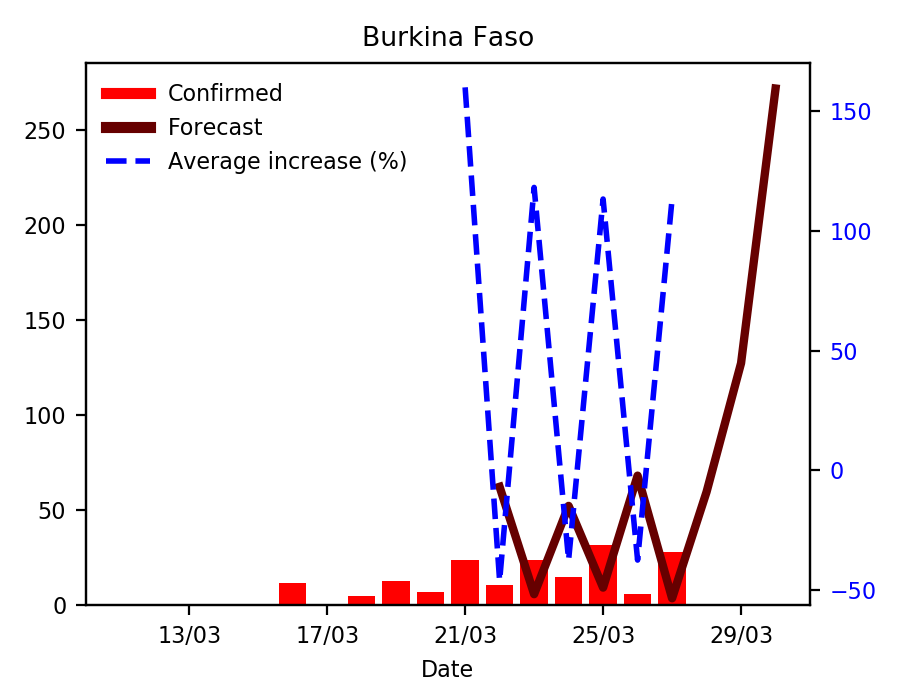 Burkina Faso
Confirmed
Forecast
Average increase (%)
250
200
150
100
50
0
150
100
50
0
−50
13/03 17/03 21/03 25/03 29/03
Date